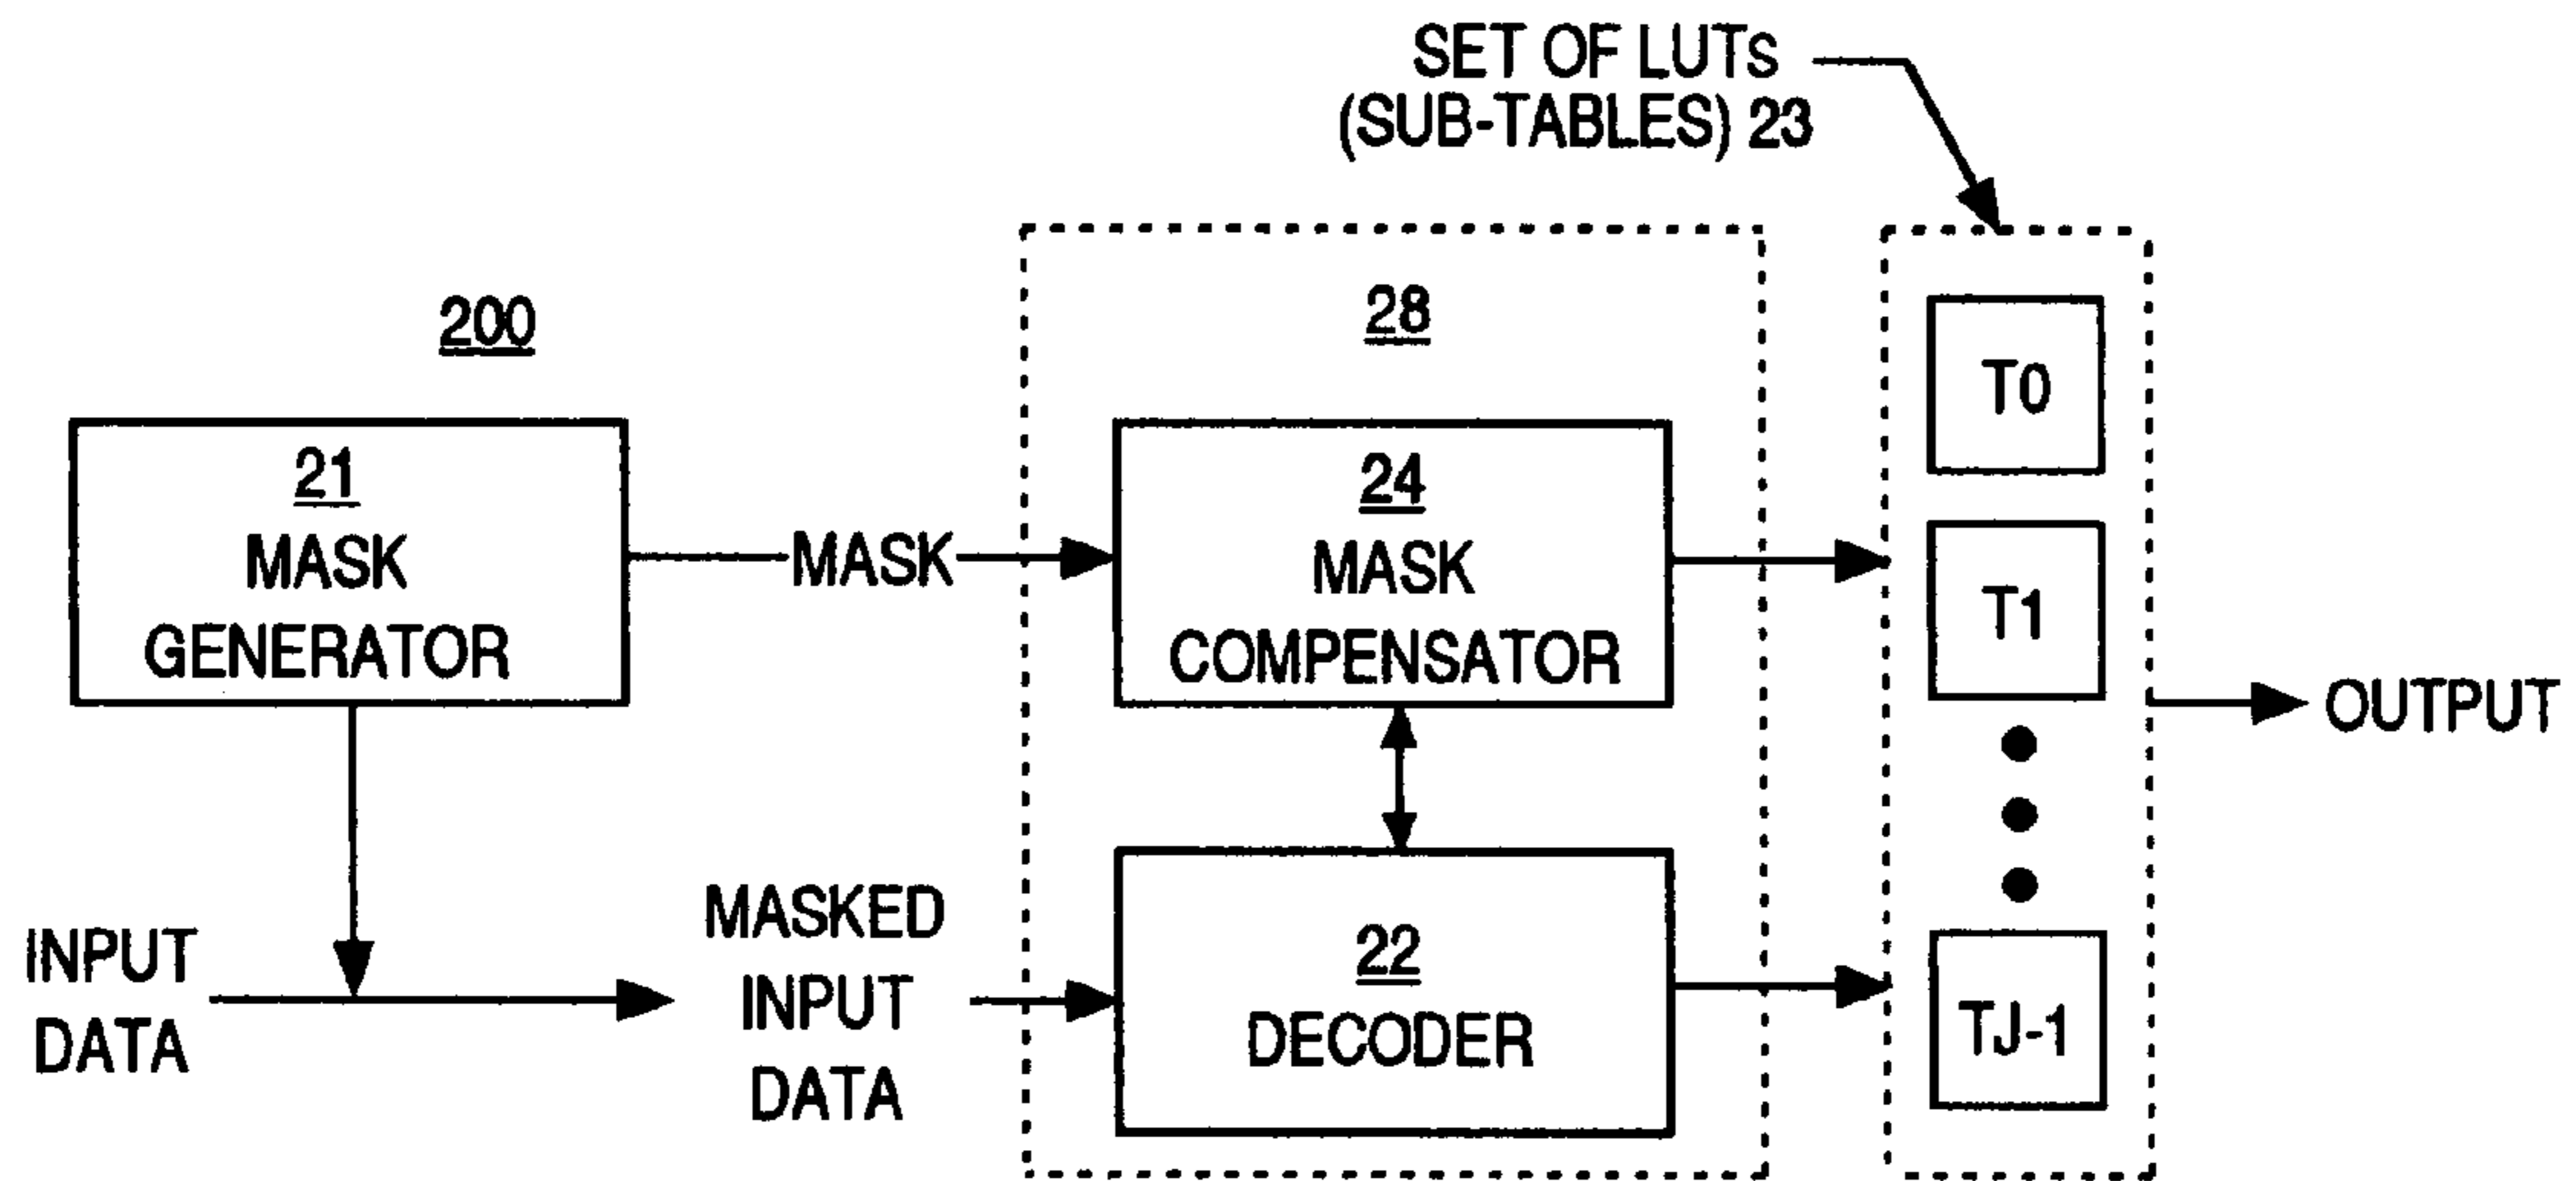 SET OF LUTs
(SUB-TABLES) 23
200
28
T0
21
MASK
GENERATOR
MASK
24
MASK
COMPENSATOR
T1
OUTPUT
INPUT
DATA
MASKED
INPUT
DATA
22
DECODER
TJ-1